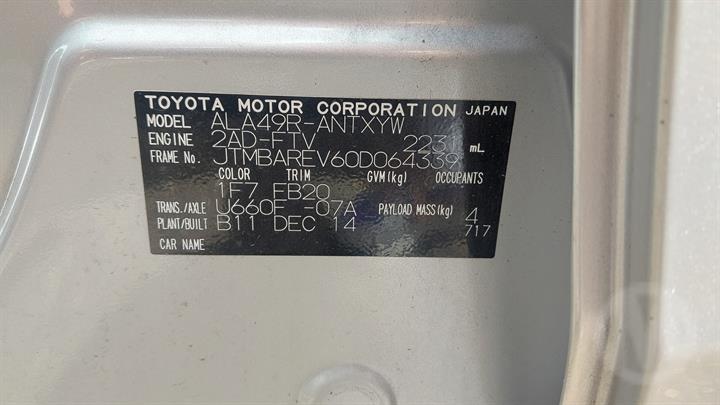 TOYOTA MOTOR CORPORATION JAPAN
MODEL ALA49R-ANTXYW
ENGINE 2AD-FTV 2231 mL
FRAME No. JTMBAREV60D064339
COLOR TRIM GVM(kg) OCCUPANTS
1F7 FB20
TRANS./AXLE U660F -07A PAYLOAD MASS(kg) 4
PLANT/BUILT B11 DEC 14 717
CAR NAME